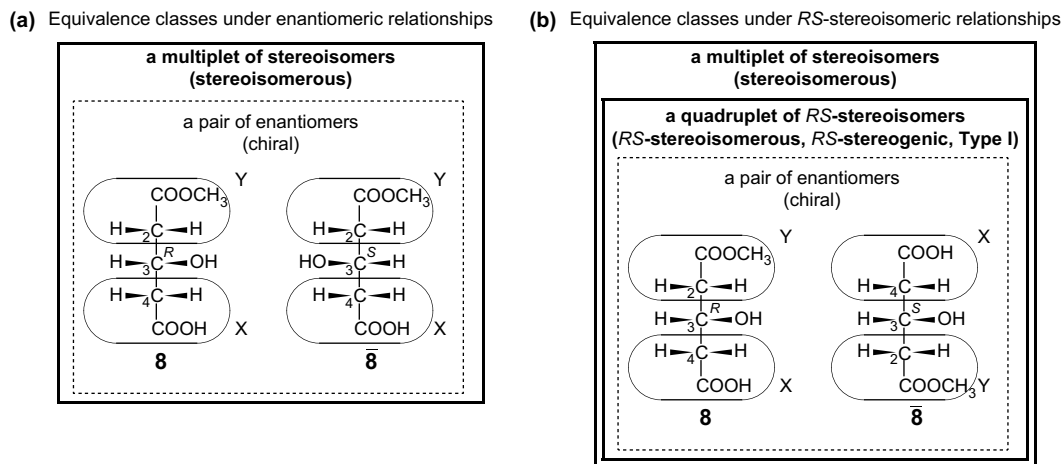 (a) Equivalence classes under enantiomeric relationships
a multiplet of stereoisomers
(stereoisomerous)
a pair of enantiomers
(chiral)
Y Y
COOCH3 COOCH3
H C H H C H
2 2
R S
H C OH HO C H
3 3
H C H H C H
4 4
COOH X COOH X
8 8̅
(b) Equivalence classes under RS-stereoisomeric relationships
a multiplet of stereoisomers
(stereoisomerous)
a quadruplet of RS-stereoisomers
(RS-stereoisomerous, RS-stereogenic, Type I)
a pair of enantiomers
(chiral)
Y X
COOCH3 COOH
H C H H C H
2 4
R S
H C OH H C OH
3 3
H C H H C H
4 2
COOH X COOCH3 Y
8 8̅